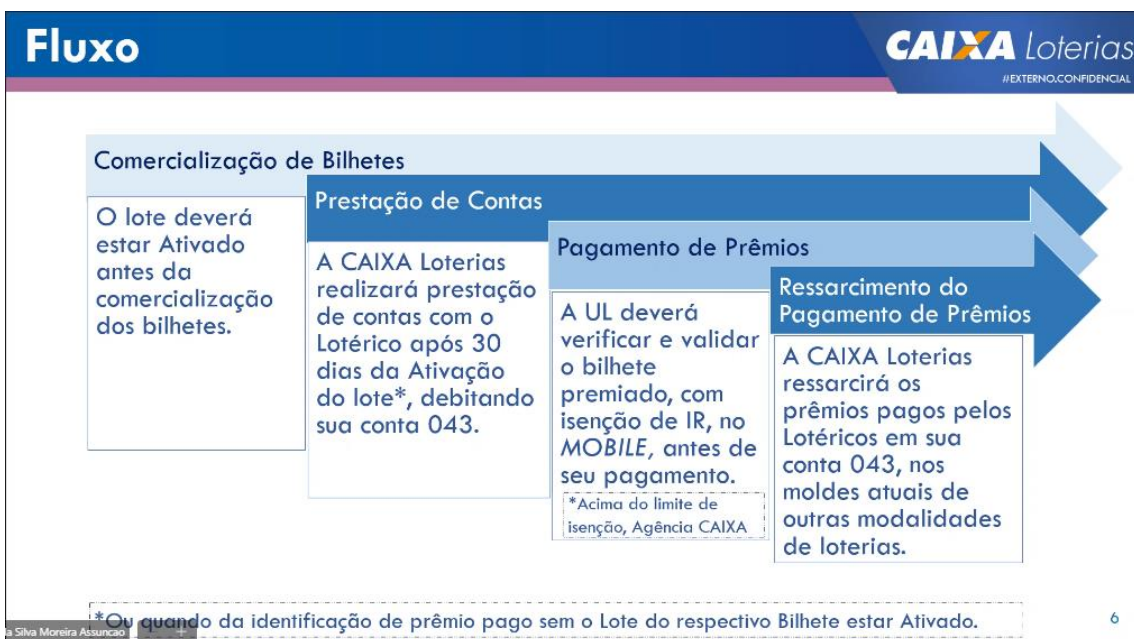 Fluxo
CAIXA Loterias
#EXTERNO.CONFIDENCIAL
Comercialização de Bilhetes
O lote deverá
estar Ativado
antes da
comercialização
dos bilhetes.
Prestação de Contas
A CAIXA Loterias
realizará prestação
de contas com o
Lotérico após 30
dias da Ativação
do lote*, debitando
sua conta 043.
Pagamento de Prêmios
A UL deverá
verificar e validar
o bilhete
premiado, com
isenção de IR, no
MOBILE, antes de
seu pagamento.
*Acima do limite de
isenção, Agência CAIXA
Ressarcimento do
Pagamento de Prêmios
A CAIXA Loterias
ressarcirá os
prêmios pagos pelos
Lotéricos em sua
conta 043, nos
moldes atuais de
outras modalidades
de loterias.
*Ou quando da identificação de prêmio pago sem o Lote do respectivo Bilhete estar Ativado.
6
la Silva Moreira Assuncao